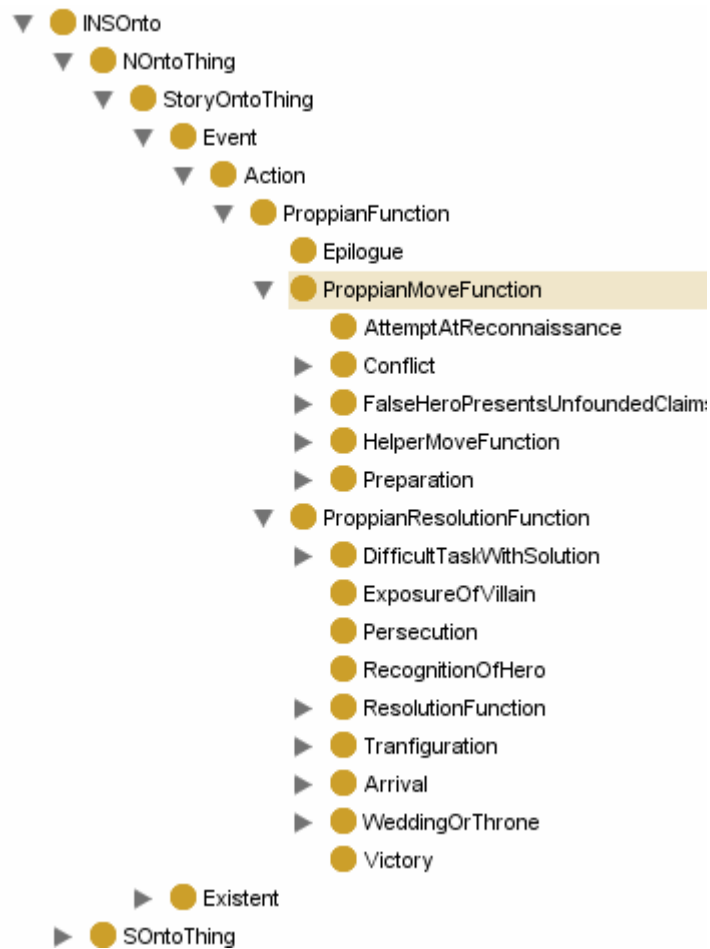 INSOnto
NOntoThing
StoryOntoThing
Event
Action
ProppianFunction
Epilogue
ProppianMoveFunction
AttemptAtReconnaissance
Conflict
FalseHeroPresentsUnfoundedClaims
HelperMoveFunction
Preparation
ProppianResolutionFunction
DifficultTaskWithSolution
ExposureOfVillain
Persecution
RecognitionOfHero
ResolutionFunction
Tranfiguration
Arrival
WeddingOrThrone
Victory
Existent
SOntoThing